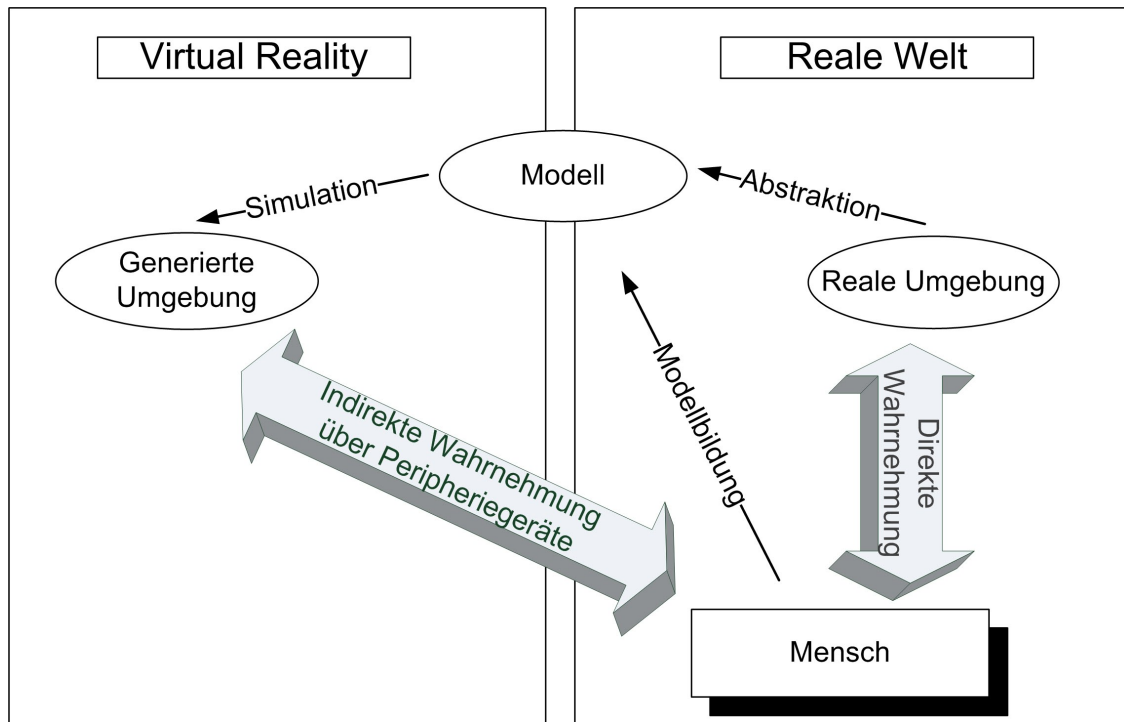 Virtual Reality
Reale Welt
Modell
Simulation
Abstraktion
Generierte
Umgebung
Reale Umgebung
Modellbildung
Indirekte Wahrnehmung
über Peripheriegeräte
Direkte
Wahrnehmung
Mensch